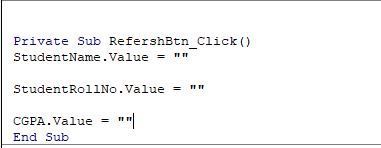 Private Sub RefershBtn_Click()
StudentName.Value = ""
StudentRollNo.Value = ""
CGPA.Value = ""
End Sub